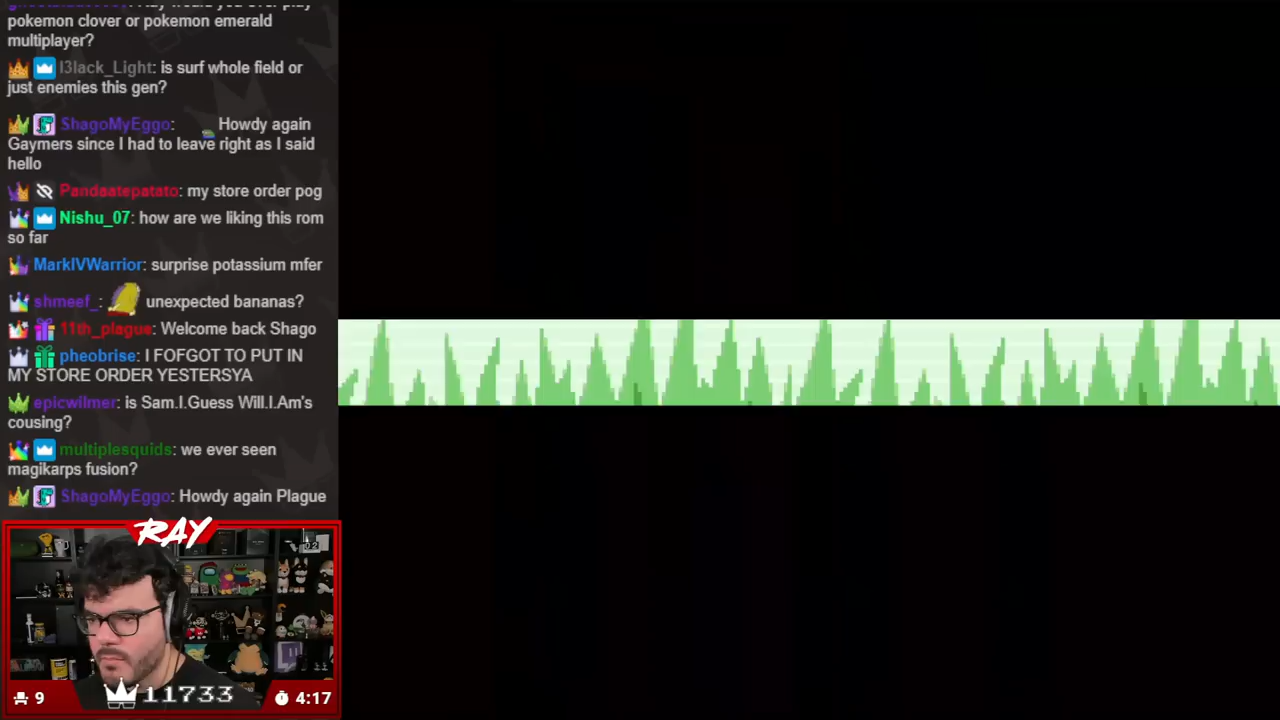 pokemon clover or pokemon emerald
multiplayer?
l3lack_Light: is surf whole field or
just enemies this gen?
ShagoMyEggo: Howdy again
Gaymers since I had to leave right as I said
hello
Pandaatepatato: my store order pog
Nishu_07: how are we liking this rom
so far
MarkIVWarrior: surprise potassium mfer
shmeef_: unexpected bananas?
11th_plague: Welcome back Shago
pheobrise: I FOFGOT TO PUT IN
MY STORE ORDER YESTERSYA
epicwilmer: is Sam.I.Guess Will.I.Am's
cousing?
multiplesquids: we ever seen
magikarps fusion?
ShagoMyEggo: Howdy again Plague
RAY
9
11733
4:17